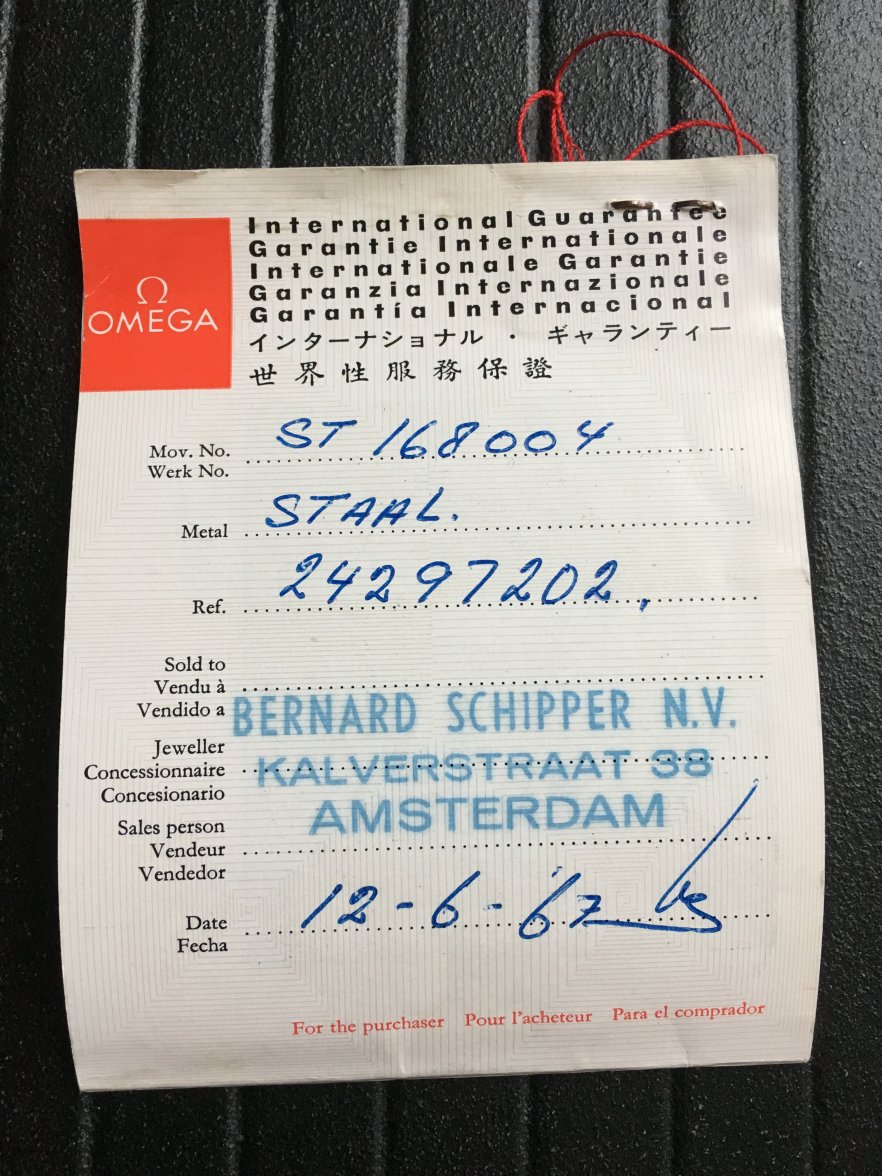 Ω
OMEGA
International Guarantee
Garantie Internationale
Internationale Garantie
Garanzia Internazionale
Garantía Internacional
インターナショナル・ギャランティー
世界性服務保證
Mov. No. ST 168004
Werk No.
Metal STAAL.
Ref. 24297202,
Sold to
Vendu à
Vendido a
BERNARD SCHIPPER N.V.
Jeweller
Concessionnaire KALVERSTRAAT 38
Concesionario
AMSTERDAM
Sales person
Vendeur
Vendedor
Date 12-6-'67
Fecha
For the purchaser Pour l'acheteur Para el comprador